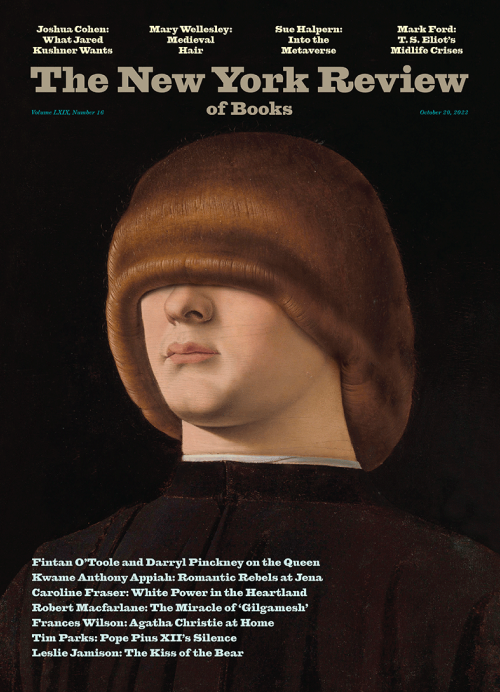 Joshua Cohen:
What Jared
Kushner Wants
Mary Wellesley:
Medieval
Hair
Sue Halpern:
Into the
Metaverse
Mark Ford:
T. S. Eliot's
Midlife Crises
The New York Review
of Books
Volume LXIX, Number 16
October 20, 2022
Fintan O'Toole and Darryl Pinckney on the Queen
Kwame Anthony Appiah: Romantic Rebels at Jena
Caroline Fraser: White Power in the Heartland
Robert Macfarlane: The Miracle of 'Gilgamesh'
Frances Wilson: Agatha Christie at Home
Tim Parks: Pope Pius XII's Silence
Leslie Jamison: The Kiss of the Bear